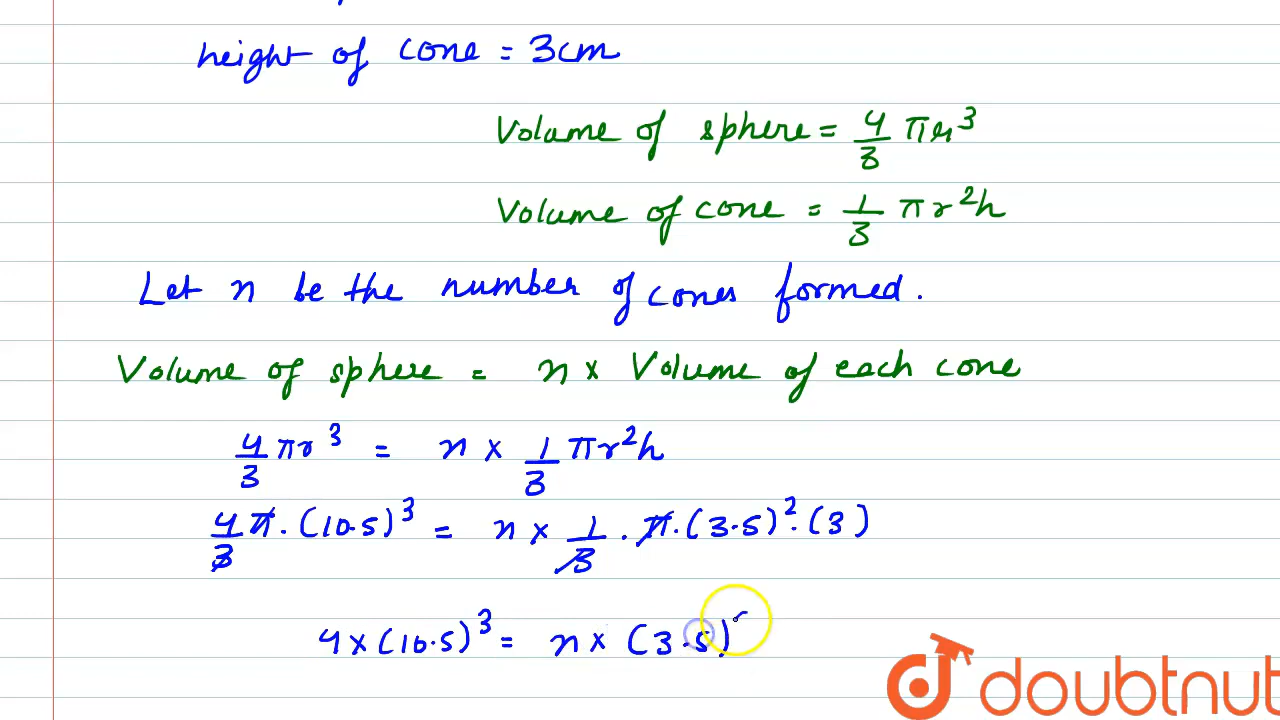 height of cone = 3cm
Volume of sphere = 4/3 πr³
Volume of cone = 1/3 πr²h
Let n be the number of cones formed.
Volume of sphere = n × Volume of each cone
4/3 πr³ = n × 1/3 πr²h
4/3 π. (10.5)³ = n × 1/3 . π. (3.5)². (3)
4 × (10.5)³ = n × (3.5)
doubtnut